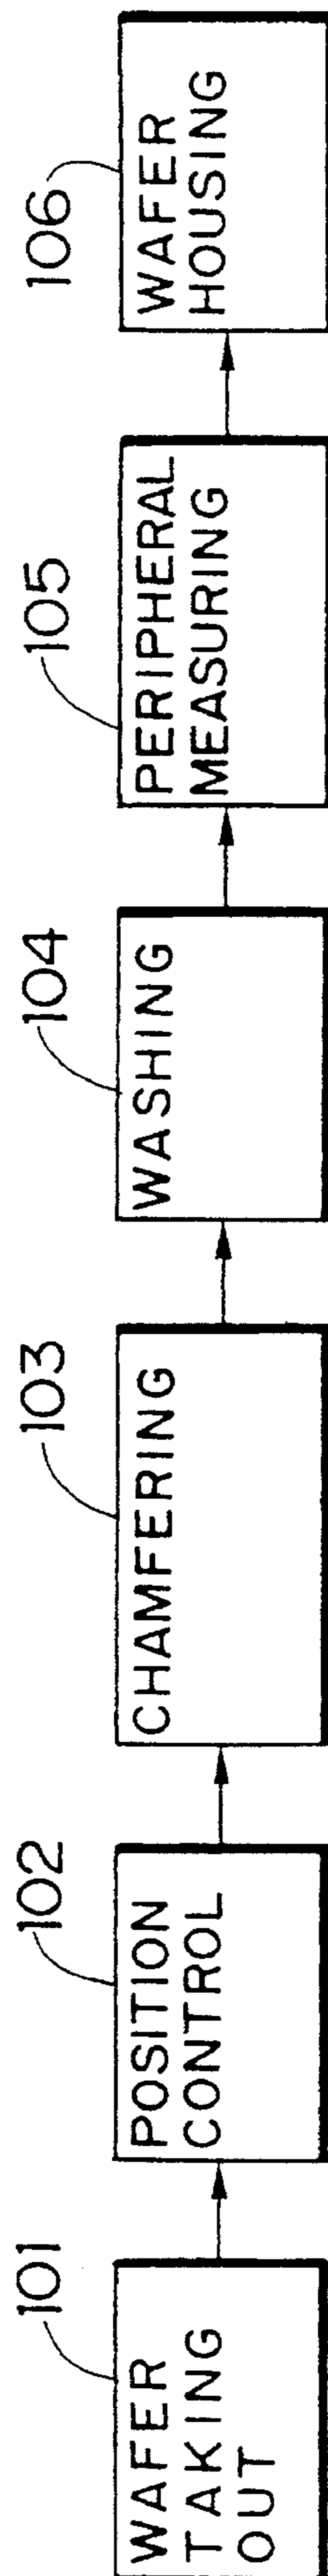 101
WAFER
TAKING
OUT
102
POSITION
CONTROL
103
CHAMFERING
104
WASHING
105
PERIPHERAL
MEASURING
106
WAFER
HOUSING